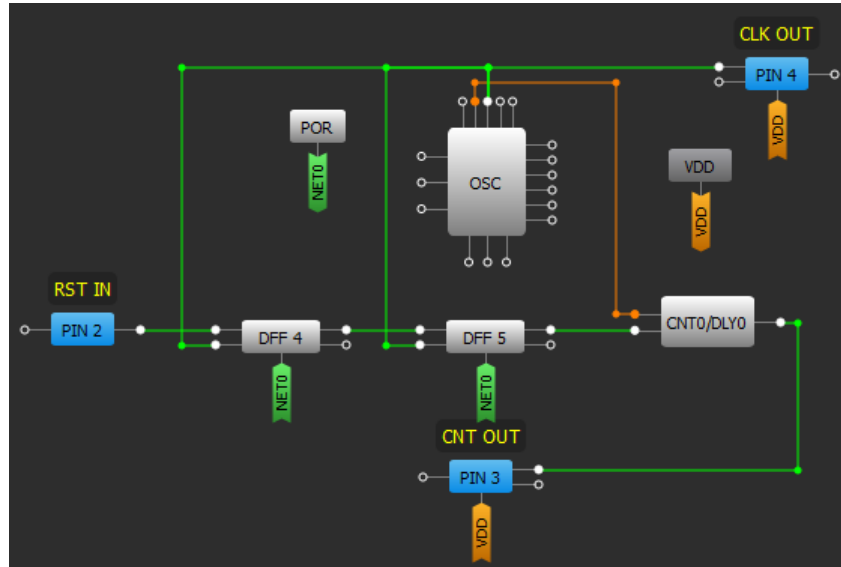 CLK OUT
PIN 4
VDD
POR
NET0
OSC
VDD
VDD
RST IN
PIN 2
DFF 4
NET0
DFF 5
NET0
CNT0/DLY0
CNT OUT
PIN 3
VDD